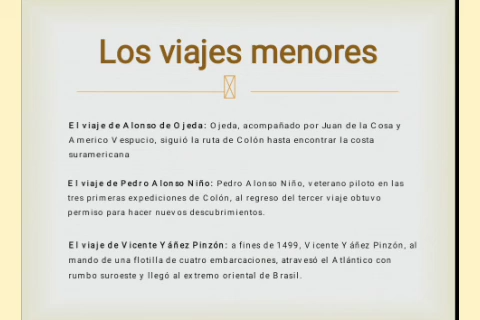 Los viajes menores
El viaje de Alonso de Ojeda: Ojeda, acompañado por Juan de la Cosa y
Americo Vespucio, siguió la ruta de Colón hasta encontrar la costa
suramericana
El viaje de Pedro Alonso Niño: Pedro Alonso Niño, veterano piloto en las
tres primeras expediciones de Colón, al regreso del tercer viaje obtuvo
permiso para hacer nuevos descubrimientos.
El viaje de Vicente Yáñez Pinzón: a fines de 1499, Vicente Yáñez Pinzón, al
mando de una flotilla de cuatro embarcaciones, atravesó el Atlántico con
rumbo suroeste y llegó al extremo oriental de Brasil.